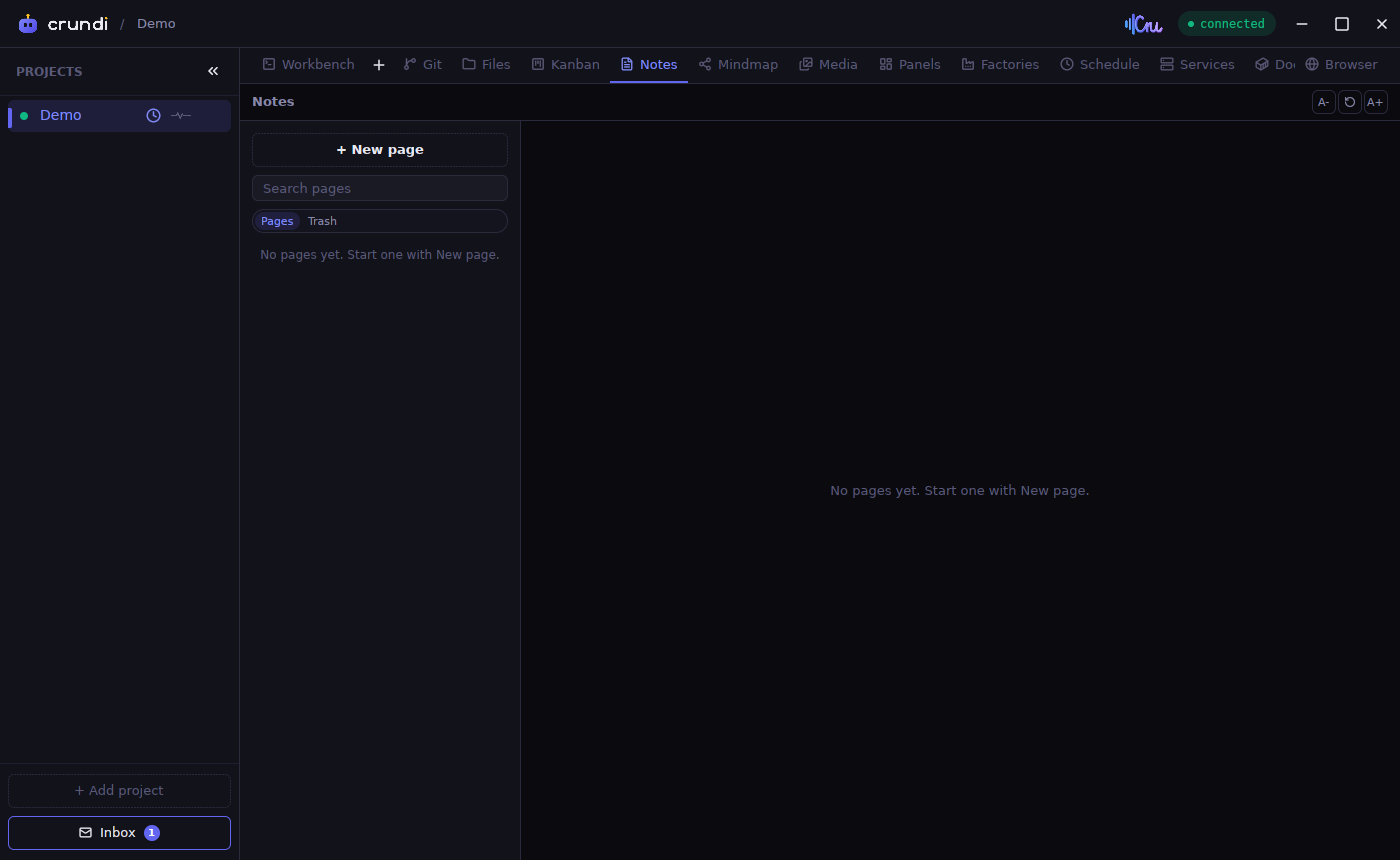 crundi / Demo
Cru
connected
PROJECTS
Workbench
Git
Files
Kanban
Notes
Mindmap
Media
Panels
Factories
Schedule
Services
Browser
Demo
Notes
A-
A+
+ New page
Search pages
Pages Trash
No pages yet. Start one with New page.
No pages yet. Start one with New page.
+ Add project
Inbox 1